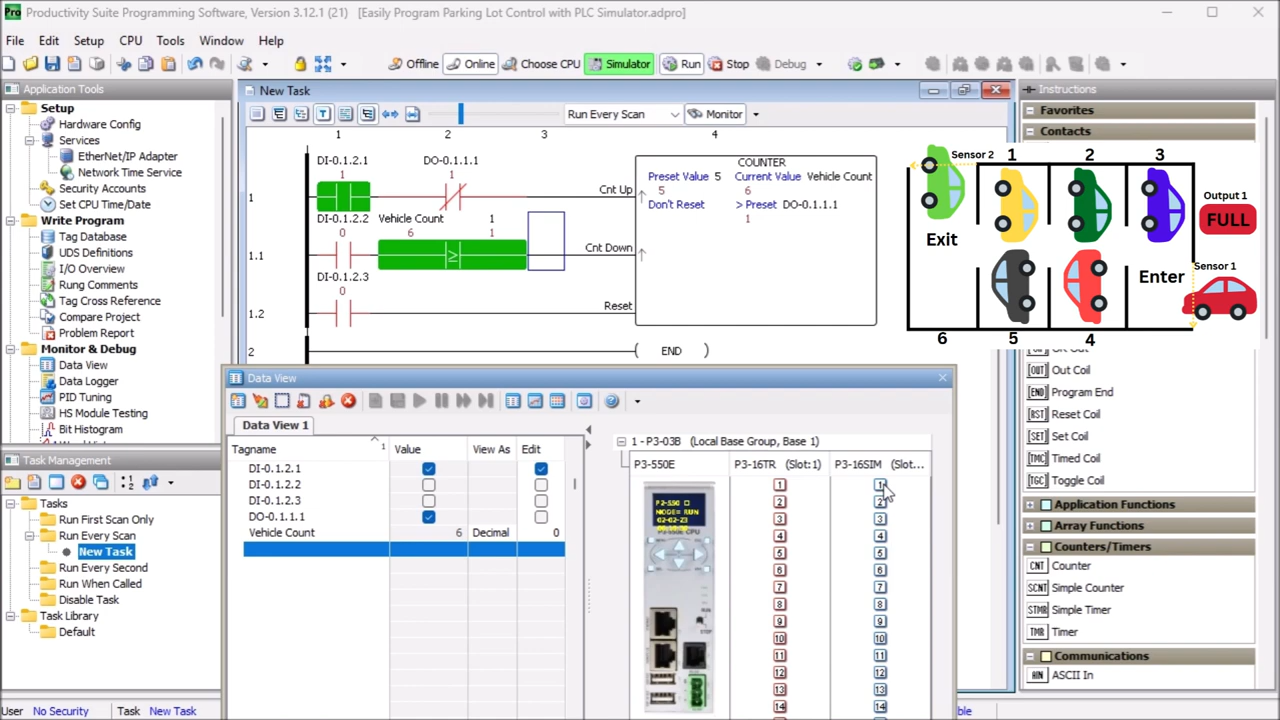 Pro Productivity Suite Programming Software, Version 3.12.1 (21)    [Easily Program Parking Lot Control with PLC Simulator.adpro]
File Edit Setup CPU Tools Window Help
Offline Online Choose CPU Simulator Run Stop Debug
Application Tools
Setup
Hardware Config
Services
EtherNet/IP Adapter
Network Time Service
Security Accounts
Set CPU Time/Date
Write Program
Tag Database
UDS Definitions
I/O Overview
Rung Comments
Tag Cross Reference
Compare Project
Problem Report
Monitor & Debug
Data View
Data Logger
PID Tuning
HS Module Testing
Bit Histogram
Task Management
Tasks
Run First Scan Only
Run Every Scan
New Task
Run Every Second
Run When Called
Disable Task
Task Library
Default
User No Security Task New Task
New Task
Run Every Scan Monitor
1 2 3 4
DI-0.1.2.1 DO-0.1.1.1 COUNTER
1 1 Preset Value 5 Current Value Vehicle Count
1 Cnt Up 5 6
DI-0.1.2.2 Vehicle Count Don't Reset > Preset DO-0.1.1.1
0 6 1 1
1.1 ≥ Cnt Down
DI-0.1.2.3
0
1.2 Reset
2 END
Data View
Data View 1
Tagname 1 Value View As Edit
DI-0.1.2.1
DI-0.1.2.2
DI-0.1.2.3
DO-0.1.1.1
Vehicle Count 6 Decimal 0
1 - P3-03B (Local Base Group, Base 1)
P3-550E P3-16TR (Slot:1) P3-16SIM (Slot...
P3-550E CPU
MODE= RUN
02-02-23
RUN
STOP
1 1
2 2
3 3
4 4
5 5
6 6
7 7
8 8
9 9
10 10
11 11
12 12
13 13
14 14
Instructions
Favorites
Contacts
Sensor 2 1 2 3
Output 1
FULL
Exit
Enter
Sensor 1
6 5 4
Out Coil
[OUT] Out Coil
[END] Program End
[RST] Reset Coil
[SET] Set Coil
[TMC] Timed Coil
[TGC] Toggle Coil
Application Functions
Array Functions
Counters/Timers
CNT Counter
SCNT Simple Counter
STMR Simple Timer
TMR Timer
Communications
AIN ASCII In